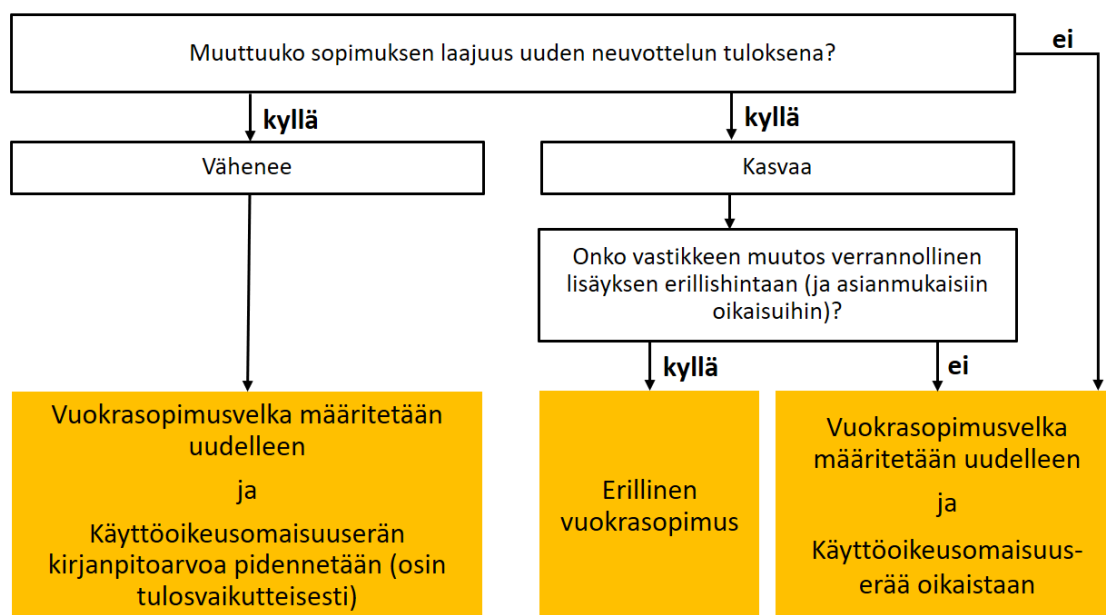 Muuttuuko sopimuksen laajuus uuden neuvottelun tuloksena?
ei
kyllä
kyllä
Vähenee
Kasvaa
Onko vastikkeen muutos verrannollinen
lisäyksen erillishintaan (ja asianmukaisiin
oikaisuihin)?
kyllä
ei
Vuokrasopimusvelka määritetään
uudelleen
ja
Käyttöoikeusomaisuuserän
kirjanpitoarvoa pidennetään (osin
tulosvaikutteisesti)
Erillinen
vuokrasopimus
Vuokrasopimusvelka
määritetään uudelleen
ja
Käyttöoikeusomaisuus-
erää oikaistaan